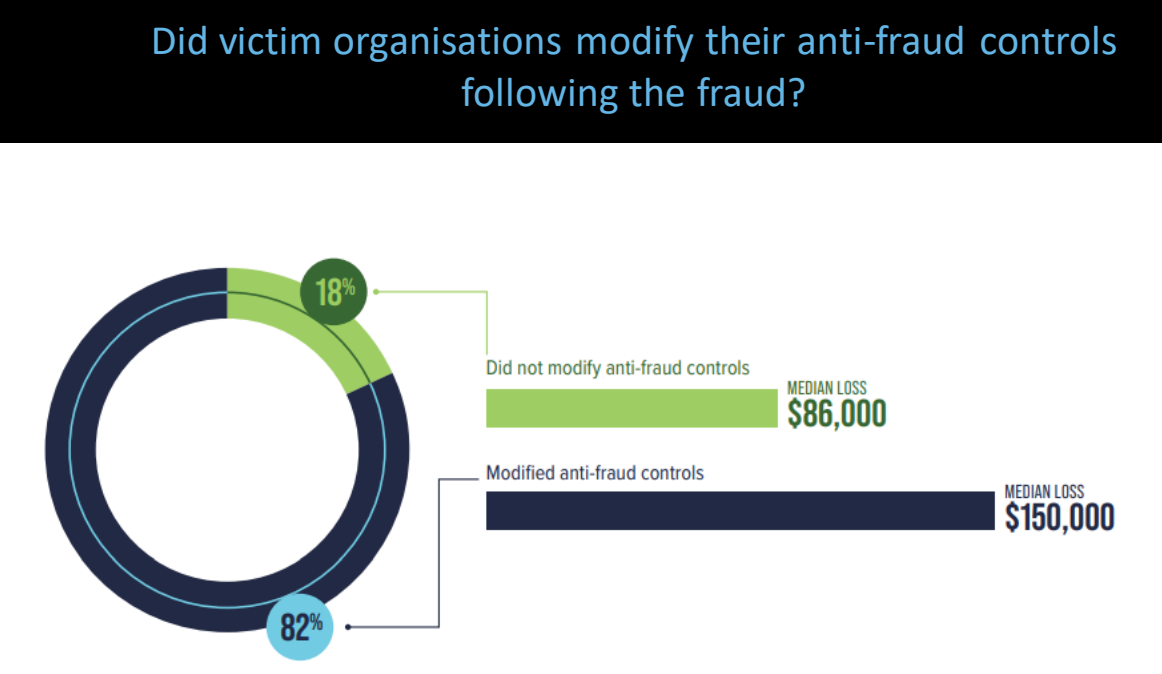 Did victim organisations modify their anti-fraud controls
following the fraud?
18%
Did not modify anti-fraud controls
MEDIAN LOSS
$86,000
Modified anti-fraud controls
MEDIAN LOSS
$150,000
82%